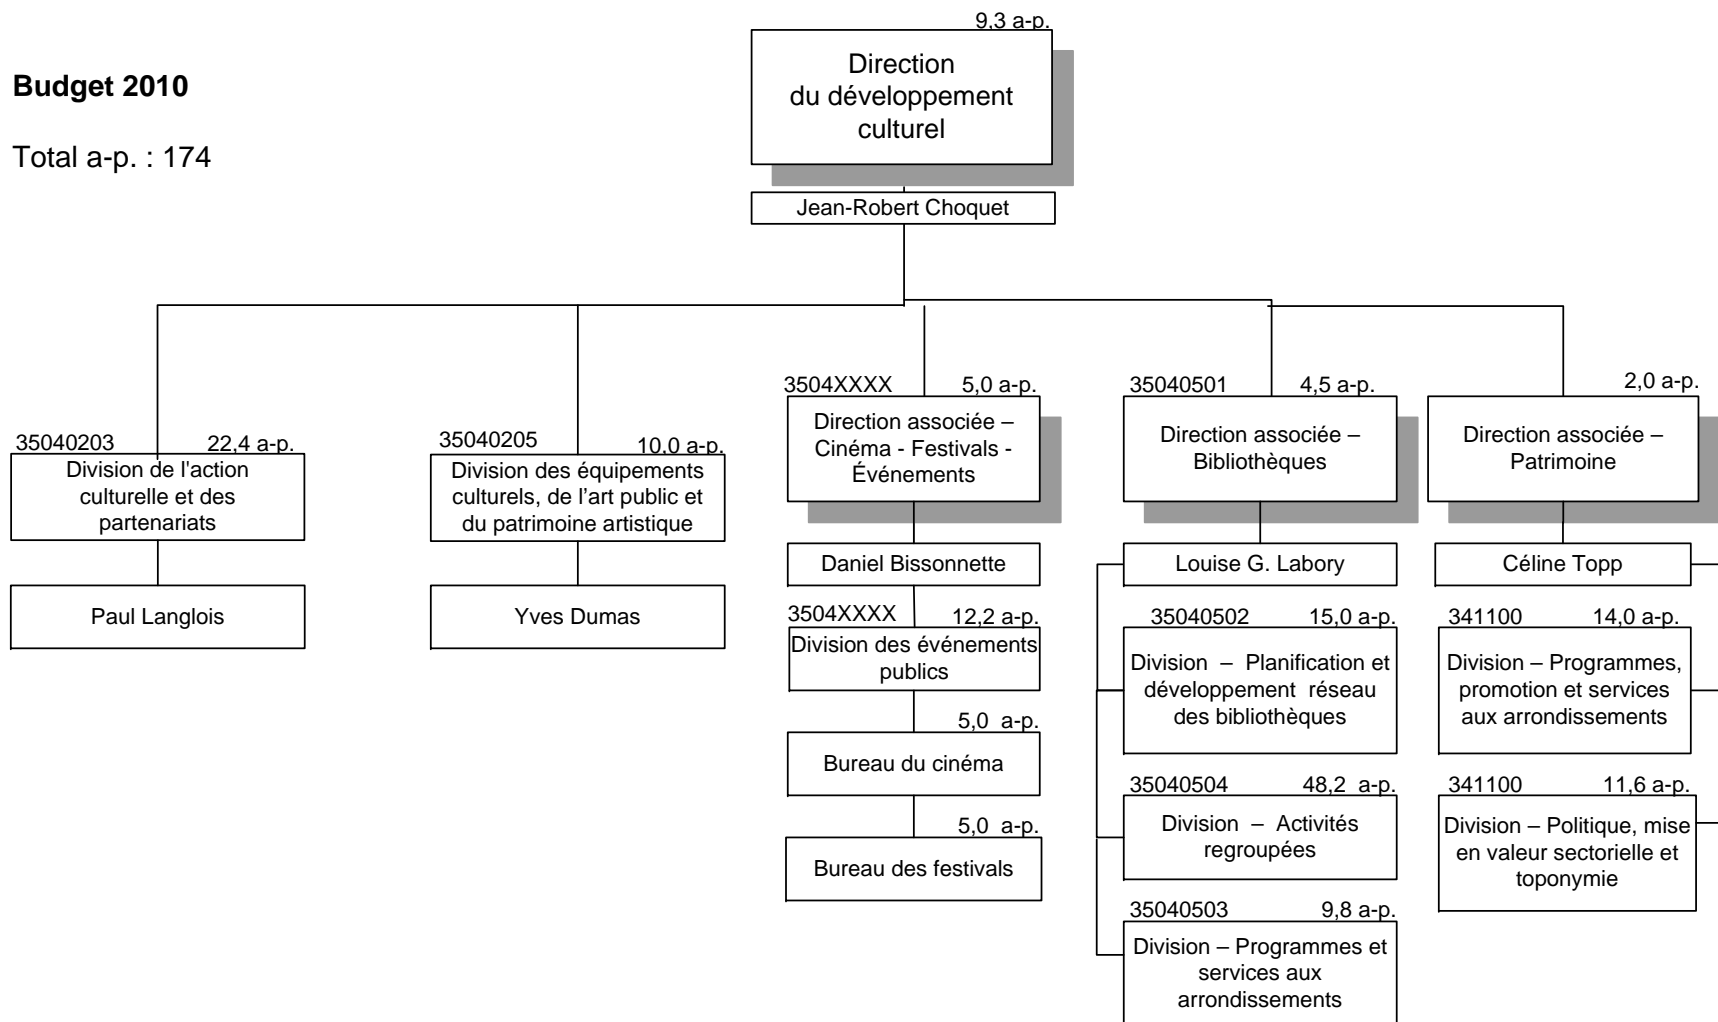 9,3 a-p.
Direction
du développement
culturel
Budget 2010
Total a-p. : 174
Jean-Robert Choquet
35040203 22,4 a-p.
Division de l'action
culturelle et des
partenariats
Paul Langlois
35040205 10,0 a-p.
Division des équipements
culturels, de l’art public et
du patrimoine artistique
Yves Dumas
3504XXXX 5,0 a-p.
Direction associée –
Cinéma - Festivals -
Événements
Daniel Bissonnette
3504XXXX 12,2 a-p.
Division des événements
publics
5,0 a-p.
Bureau du cinéma
5,0 a-p.
Bureau des festivals
35040501 4,5 a-p.
Direction associée –
Bibliothèques
Louise G. Labory
35040502 15,0 a-p.
Division – Planification et
développement réseau
des bibliothèques
35040504 48,2 a-p.
Division – Activités
regroupées
35040503 9,8 a-p.
Division – Programmes et
services aux
arrondissements
2,0 a-p.
Direction associée –
Patrimoine
Céline Topp
341100 14,0 a-p.
Division – Programmes,
promotion et services
aux arrondissements
341100 11,6 a-p.
Division – Politique, mise
en valeur sectorielle et
toponymie